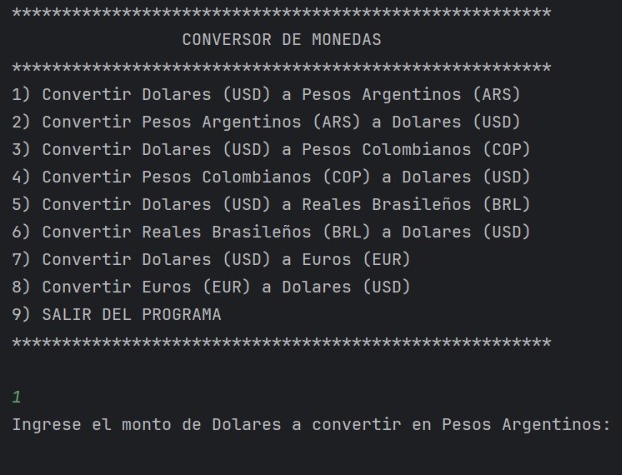 ******************************************************
CONVERSOR DE MONEDAS
******************************************************
1) Convertir Dolares (USD) a Pesos Argentinos (ARS)
2) Convertir Pesos Argentinos (ARS) a Dolares (USD)
3) Convertir Dolares (USD) a Pesos Colombianos (COP)
4) Convertir Pesos Colombianos (COP) a Dolares (USD)
5) Convertir Dolares (USD) a Reales Brasileños (BRL)
6) Convertir Reales Brasileños (BRL) a Dolares (USD)
7) Convertir Dolares (USD) a Euros (EUR)
8) Convertir Euros (EUR) a Dolares (USD)
9) SALIR DEL PROGRAMA
******************************************************
1
Ingrese el monto de Dolares a convertir en Pesos Argentinos: